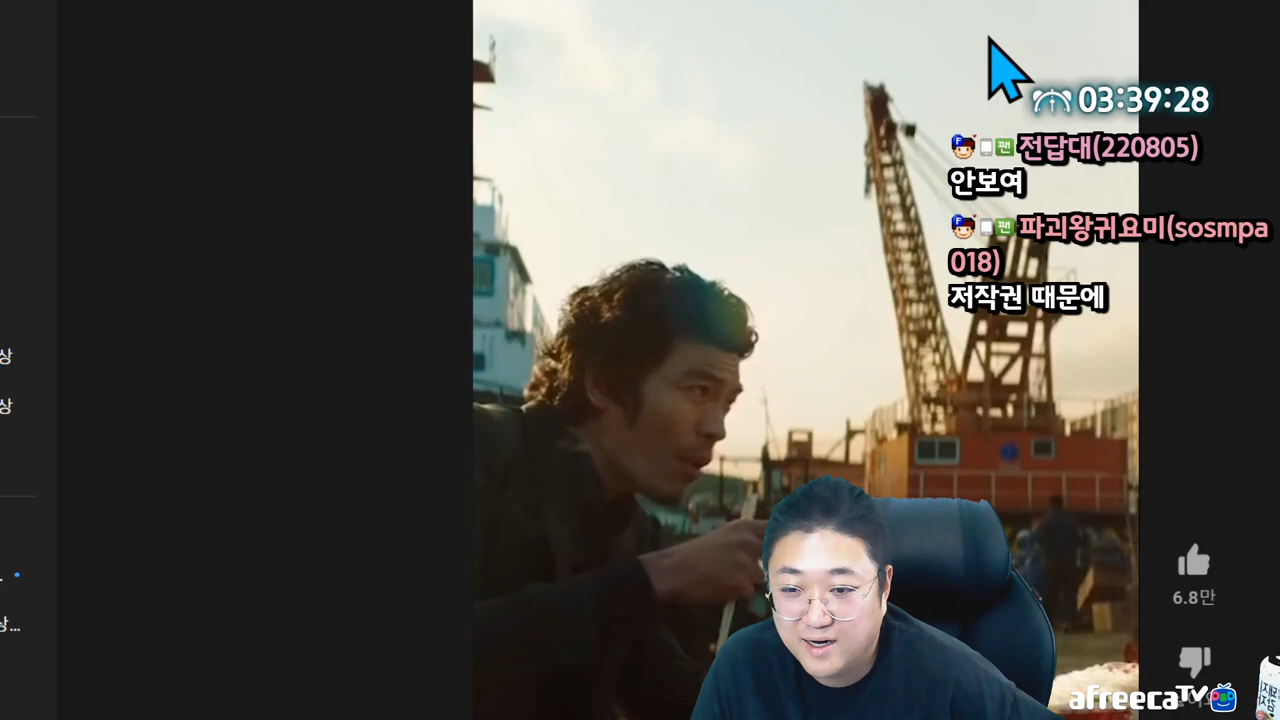 03:39:28
전답대(220805)
안보여
파괴왕귀요미(sosmpa
018)
저작권 때문에
상
상
상...
6.8만
afreecaTV